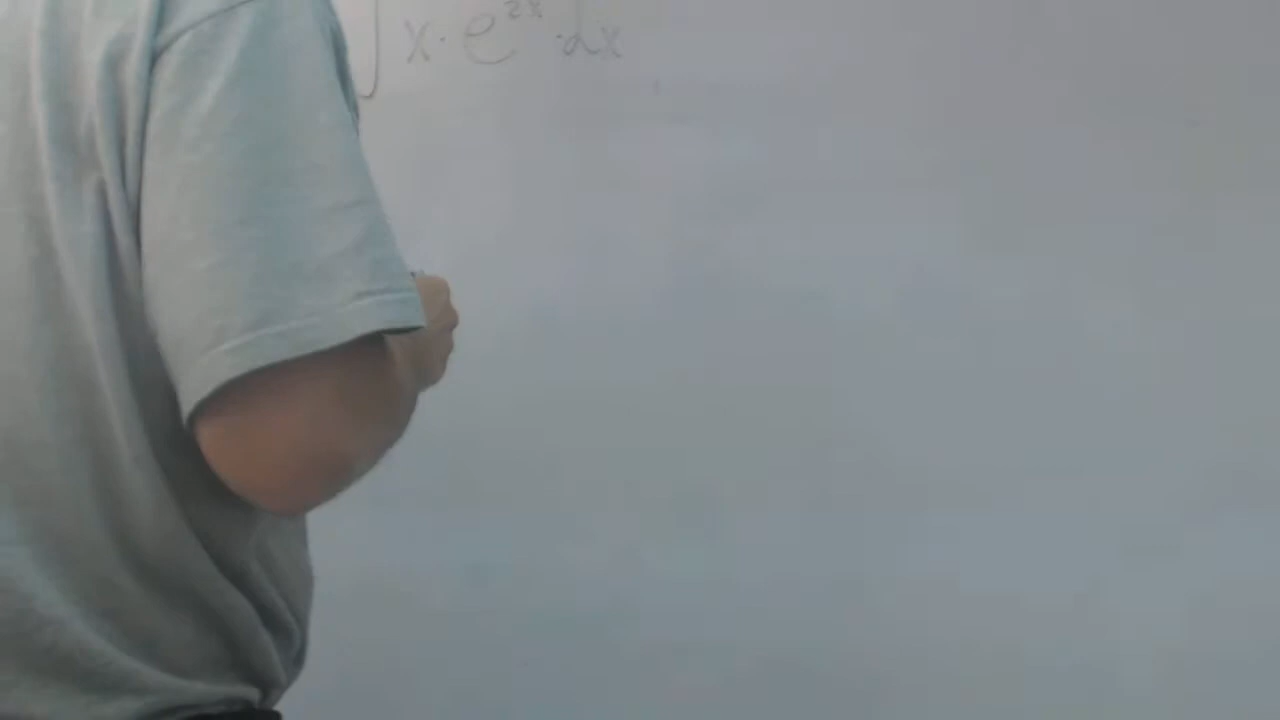 ∫ x · e^{2x} · dx